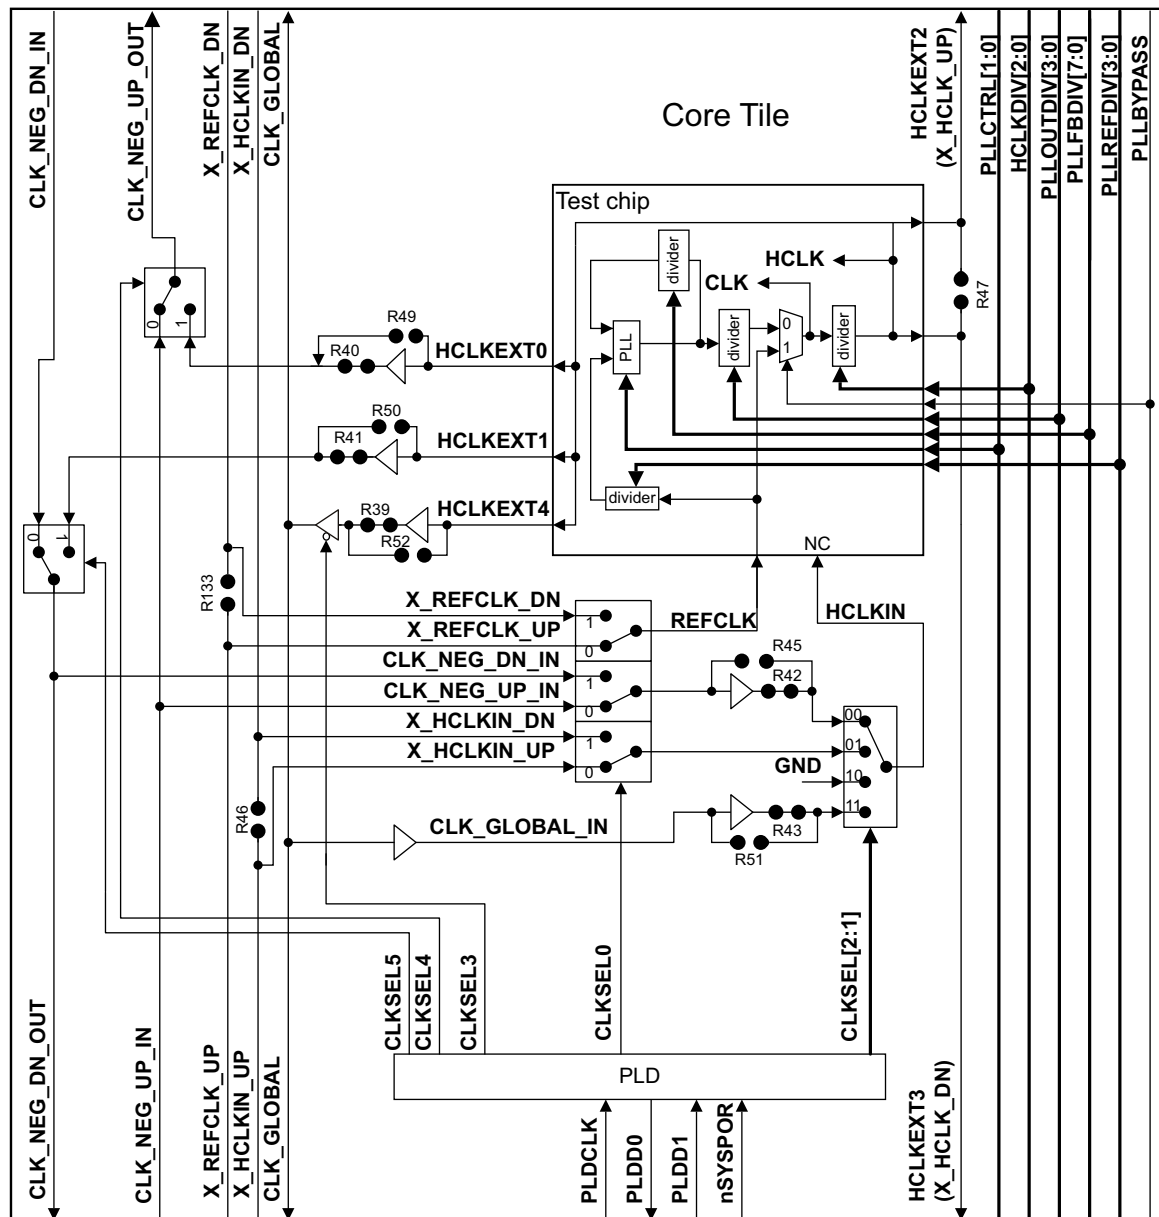 CLK_NEG_DN_IN
CLK_NEG_UP_OUT
X_REFCLK_DN
X_HCLKIN_DN
CLK_GLOBAL
Core Tile
HCLKEXT2
(X_HCLK_UP)
PLLCTRL[1:0]
HCLKDIV[2:0]
PLLOUTDIV[3:0]
PLLFBDIV[7:0]
PLLREFDIV[3:0]
PLLBYPASS
Test chip
divider
HCLK
CLK
R47
0
1
R49
R40
HCLKEXT0
PLL
divider
0
1
divider
R50
R41
HCLKEXT1
divider
R39
HCLKEXT4
R52
NC
0
1
R133
X_REFCLK_DN
1
X_REFCLK_UP
0
REFCLK
HCLKIN
CLK_NEG_DN_IN
1
CLK_NEG_UP_IN
0
R45
R42
X_HCLKIN_DN
1
X_HCLKIN_UP
0
00
01
GND
10
11
R46
CLK_GLOBAL_IN
R43
R51
CLKSEL5
CLKSEL4
CLKSEL3
CLKSEL0
CLKSEL[2:1]
PLD
CLK_NEG_DN_OUT
CLK_NEG_UP_IN
X_REFCLK_UP
X_HCLKIN_UP
CLK_GLOBAL
PLDCLK
PLDD0
PLDD1
nSYSPOR
HCLKEXT3
(X_HCLK_DN)